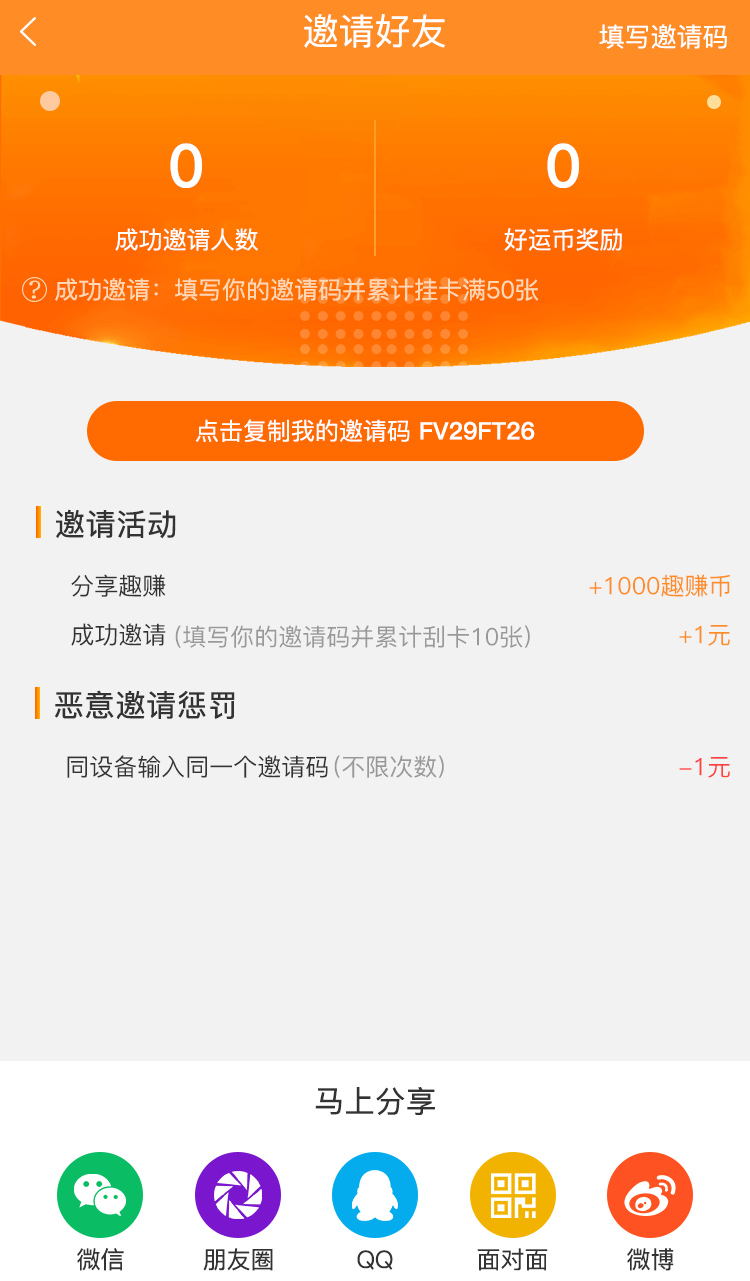 邀请好友
填写邀请码
0
0
成功邀请人数
好运币奖励
? 成功邀请：填写你的邀请码并累计挂卡满50张
点击复制我的邀请码 FV29FT26
邀请活动
分享趣赚
+1000趣赚币
成功邀请 (填写你的邀请码并累计刮卡10张)
+1元
恶意邀请惩罚
同设备输入同一个邀请码(不限次数)
-1元
马上分享
微信
朋友圈
QQ
面对面
微博